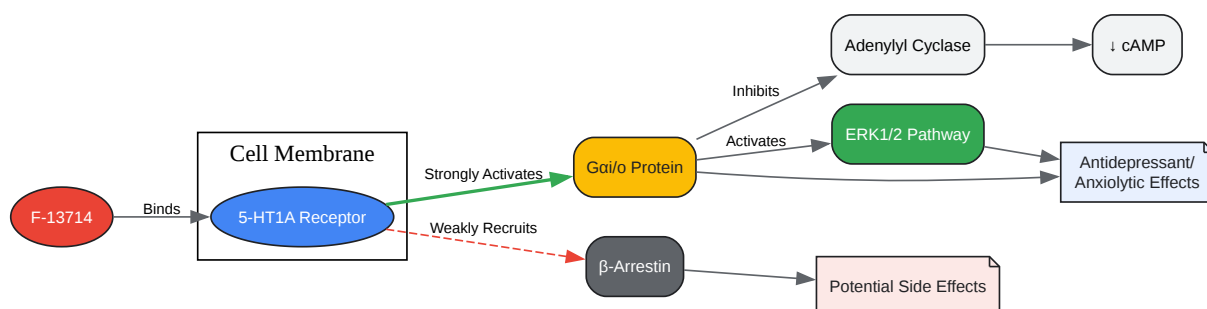 Cell Membrane
F-13714
Binds
5-HT1A Receptor
Strongly Activates
Weakly Recruits
Gαi/o Protein
β-Arrestin
Inhibits
Activates
Adenylyl Cyclase
↓ cAMP
ERK1/2 Pathway
Antidepressant/
Anxiolytic Effects
Potential Side Effects